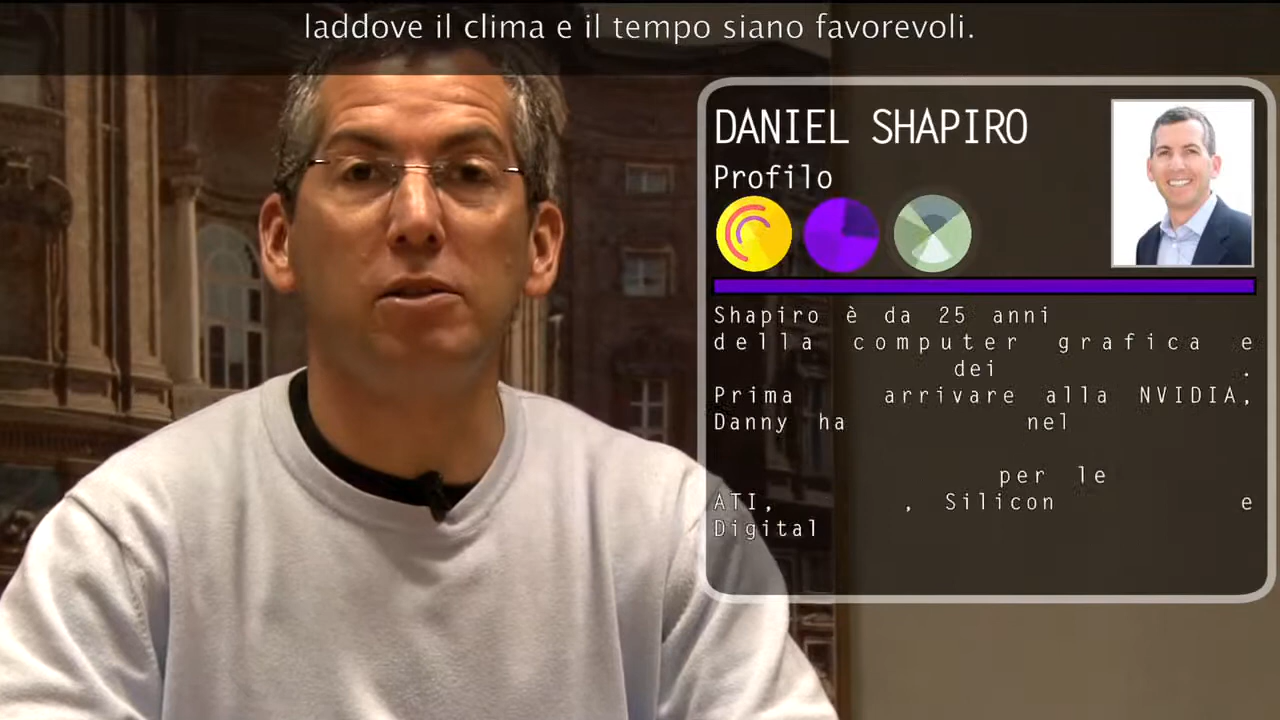 laddove il clima e il tempo siano favorevoli.
DANIEL SHAPIRO
Profilo
Shapiro è da 25 anni
della computer grafica e
dei .
Prima arrivare alla NVIDIA,
Danny ha nel
per le
ATI, , Silicon e
Digital